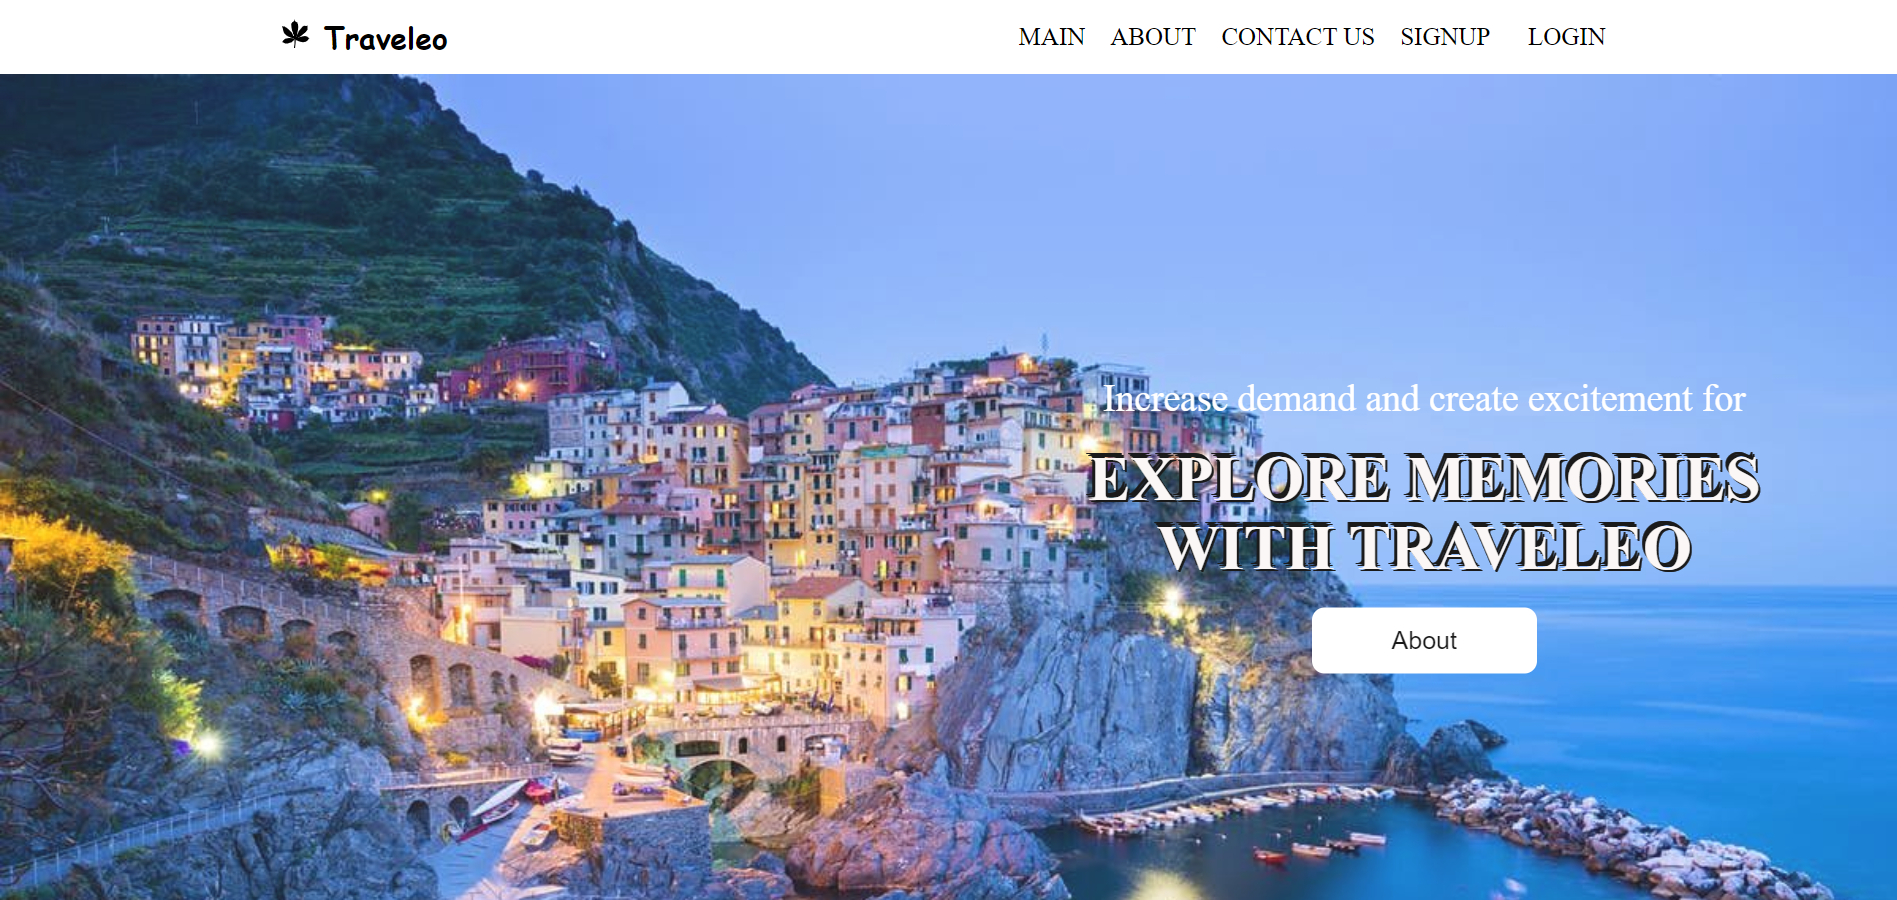 Traveleo
MAIN ABOUT CONTACT US SIGNUP LOGIN
Increase demand and create excitement for
EXPLORE MEMORIES
WITH TRAVELEO
About